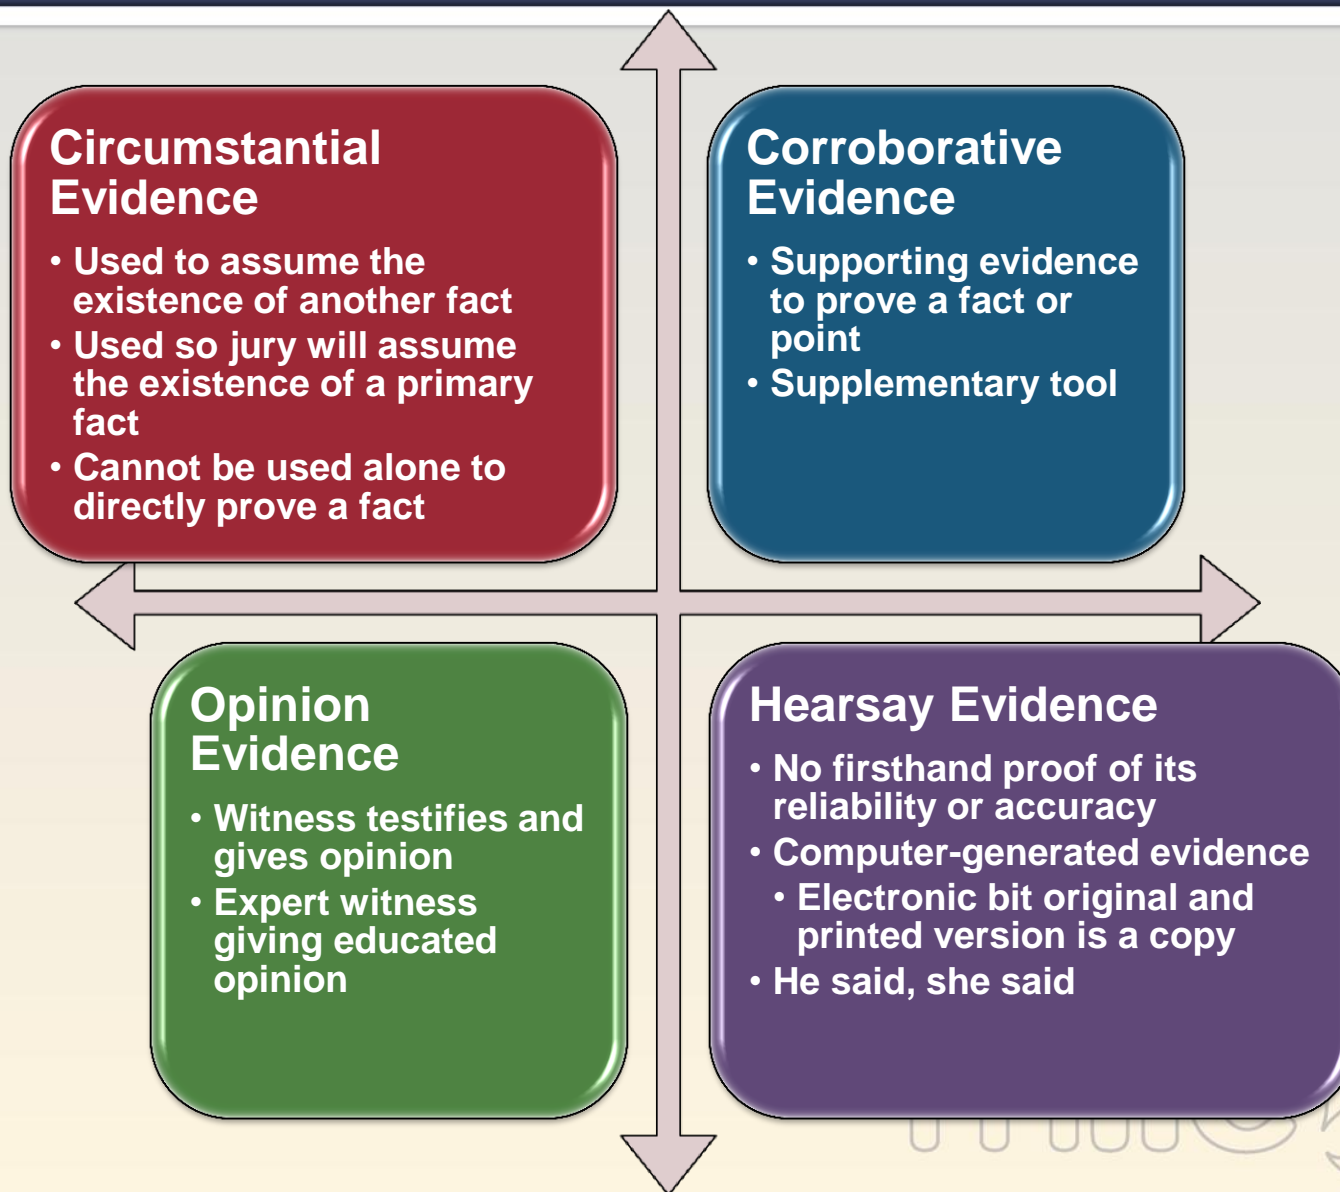 Circumstantial
Evidence
• Used to assume the
existence of another fact
• Used so jury will assume
the existence of a primary
fact
• Cannot be used alone to
directly prove a fact
Corroborative
Evidence
• Supporting evidence
to prove a fact or
point
• Supplementary tool
Opinion
Evidence
• Witness testifies and
gives opinion
• Expert witness
giving educated
opinion
Hearsay Evidence
• No firsthand proof of its
reliability or accuracy
• Computer-generated evidence
• Electronic bit original and
printed version is a copy
• He said, she said